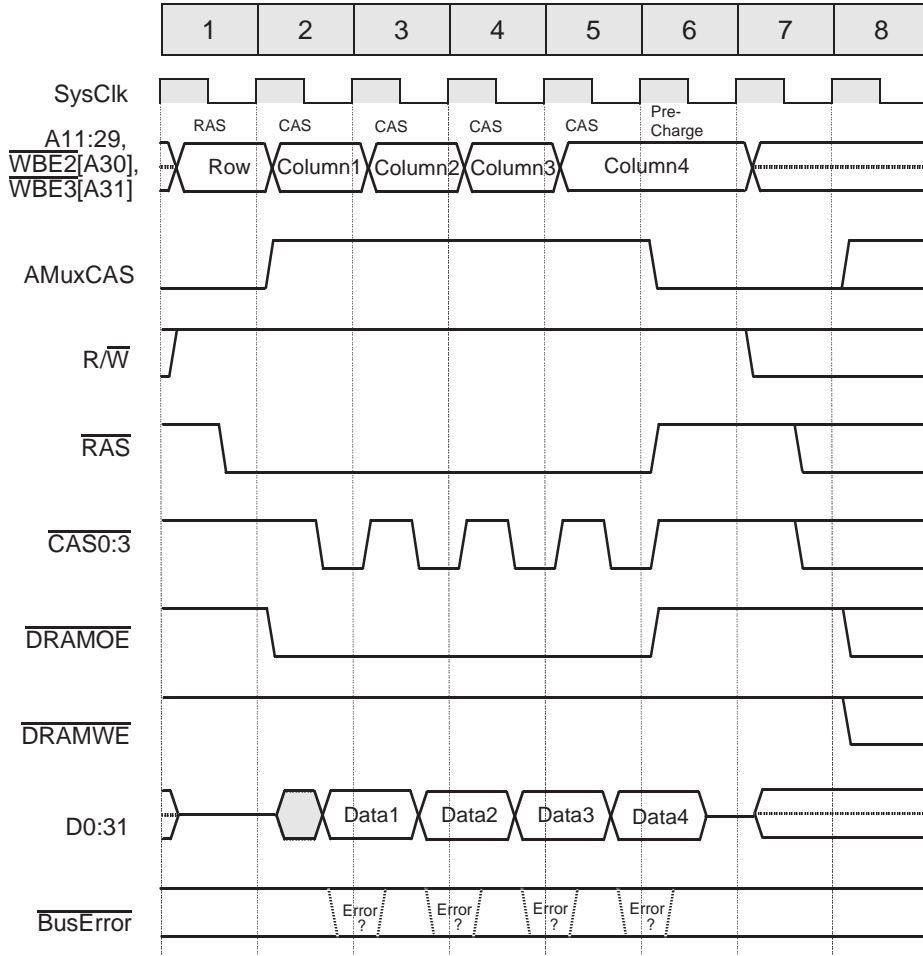 1 2 3 4 5 6 7 8
SysClk
RAS CAS CAS CAS CAS Pre-
Charge
A11:29,
WBE2[A30],
WBE3[A31]
Row Column1 Column2 Column3 Column4
AMuxCAS
R/W
RAS
CAS0:3
DRAMOE
DRAMWE
D0:31
Data1 Data2 Data3 Data4
BusError
Error Error Error Error
? ? ? ?